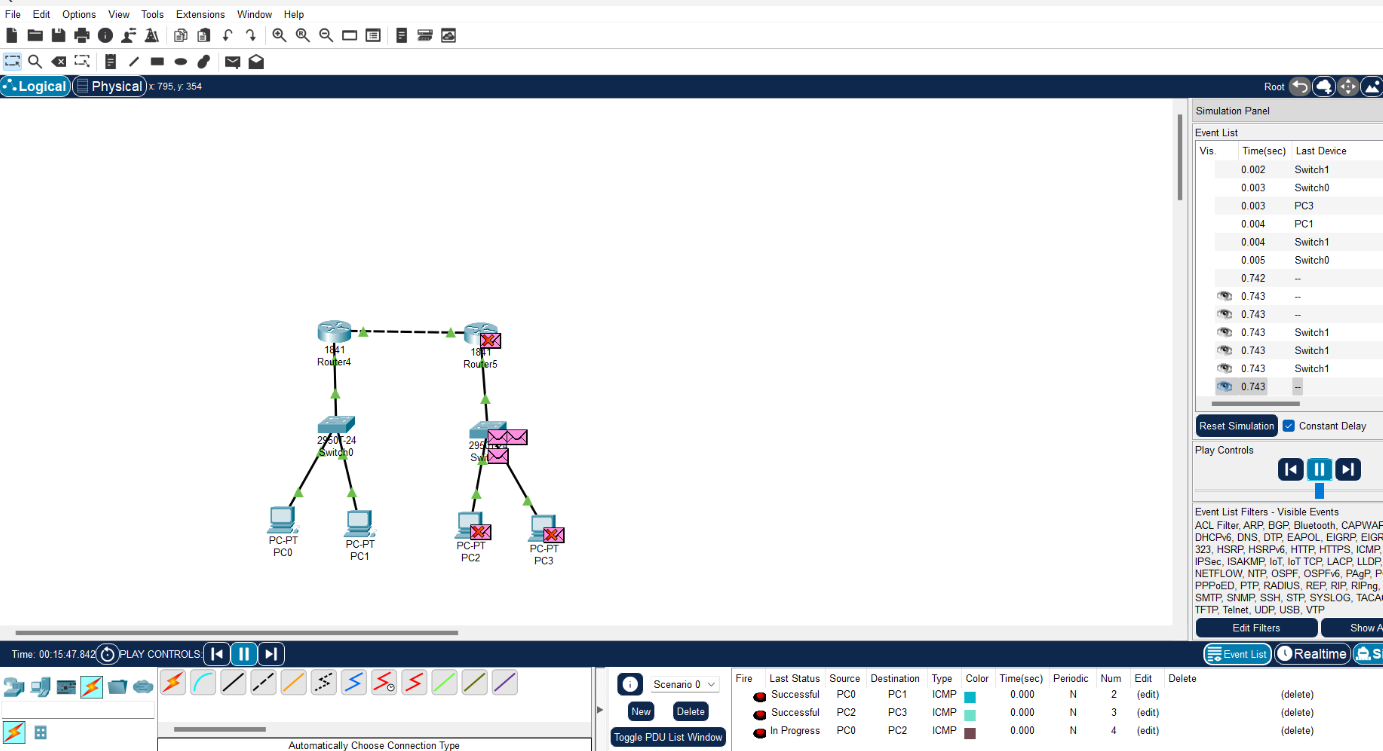 File Edit Options View Tools Extensions Window Help
Logical Physical x: 795, y: 354 Root
Simulation Panel
Event List
Vis. Time(sec) Last Device
0.002 Switch1
0.003 Switch0
0.003 PC3
0.004 PC1
0.004 Switch1
0.005 Switch0
0.742 --
0.743 --
0.743 --
0.743 Switch1
0.743 Switch1
0.743 Switch1
0.743 --
Reset Simulation Constant Delay
Play Controls
Event List Filters - Visible Events
ACL Filter, ARP, BGP, Bluetooth, CAPWAP
DHCPv6, DNS, DTP, EAPOL, EIGRP, EIGR
323, HSRP, HSRPv6, HTTP, HTTPS, ICMP,
IPSec, ISAKMP, IoT, IoT TCP, LACP, LLDP,
NETFLOW, NTP, OSPF, OSPFv6, PAgP, P
PPPoED, PTP, RADIUS, REP, RIP, RIPng,
SMTP, SNMP, SSH, STP, SYSLOG, TACA
TFTP, Telnet, UDP, USB, VTP
Edit Filters Show A
1841
Router4
1841
Router5
2950T-24
Switch0
295
Swit
PC-PT
PC0
PC-PT
PC1
PC-PT
PC2
PC-PT
PC3
Time: 00:15:47.842 PLAY CONTROLS: Event List Realtime Si
Scenario 0
New Delete
Toggle PDU List Window
Fire Last Status Source Destination Type Color Time(sec) Periodic Num Edit Delete
Successful PC0 PC1 ICMP 0.000 N 2 (edit) (delete)
Successful PC2 PC3 ICMP 0.000 N 3 (edit) (delete)
In Progress PC0 PC2 ICMP 0.000 N 4 (edit) (delete)
Automatically Choose Connection Type